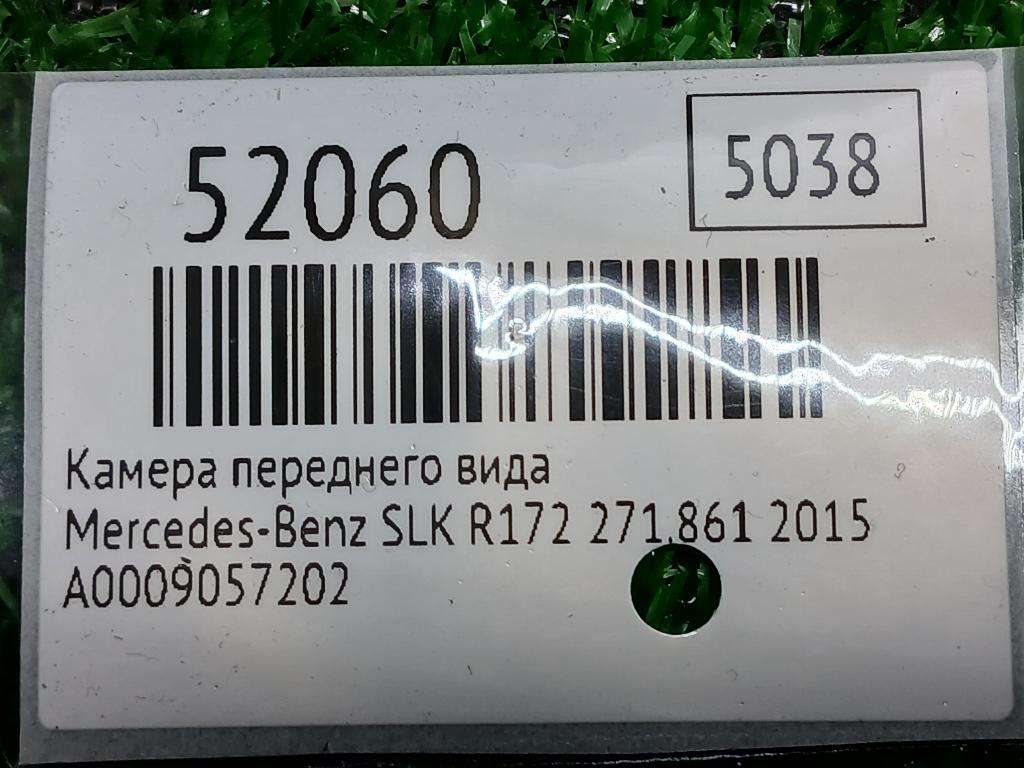 52060
5038
Камера переднего вида
Mercedes-Benz SLK R172 271.861 2015
A0009057202